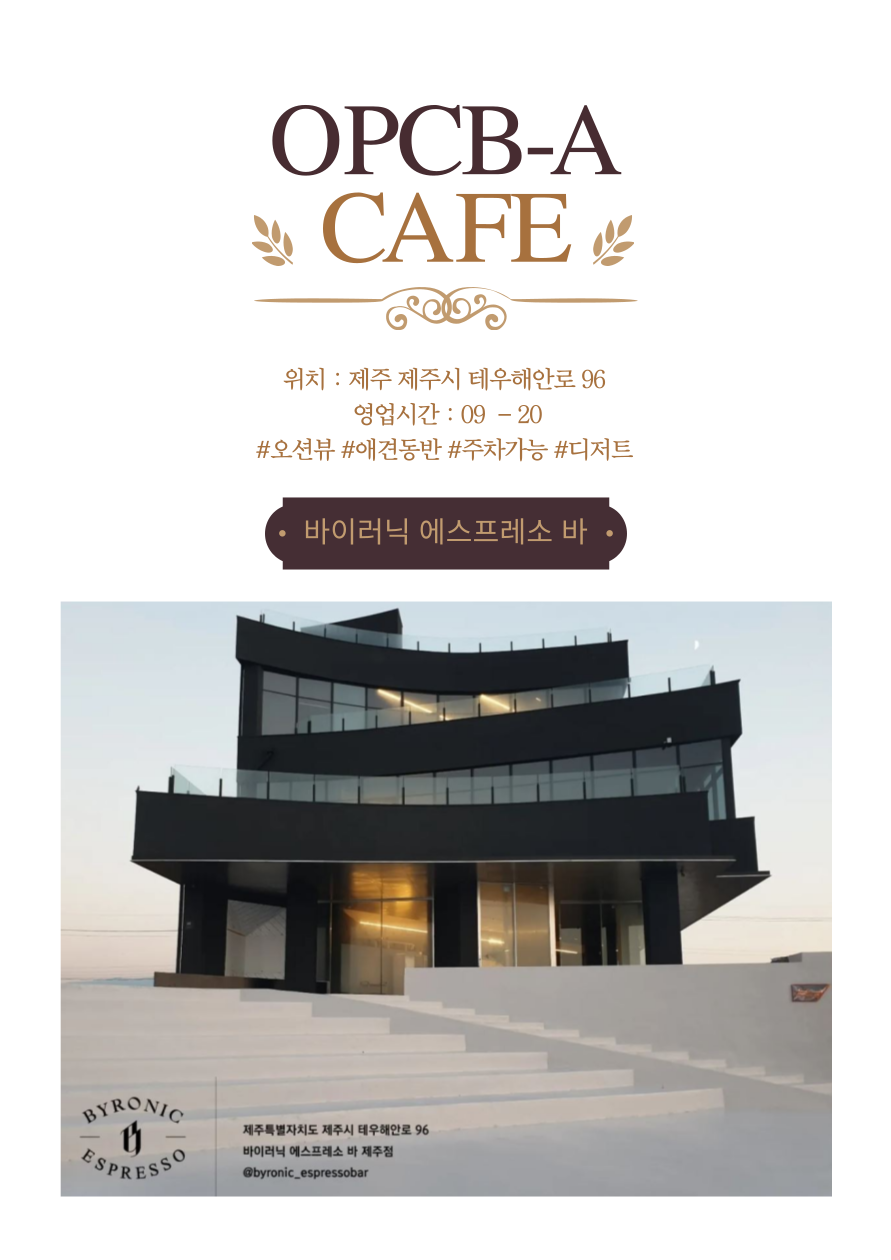 OPCB-A
CAFE
위치 : 제주 제주시 테우해안로 96
영업시간 : 09 – 20
#오션뷰 #애견동반 #주차가능 #디저트
• 바이러닉 에스프레소 바 •
BYRONIC
ESPRESSO
제주특별자치도 제주시 테우해안로 96
바이러닉 에스프레소 바 제주점
@byronic_espressobar